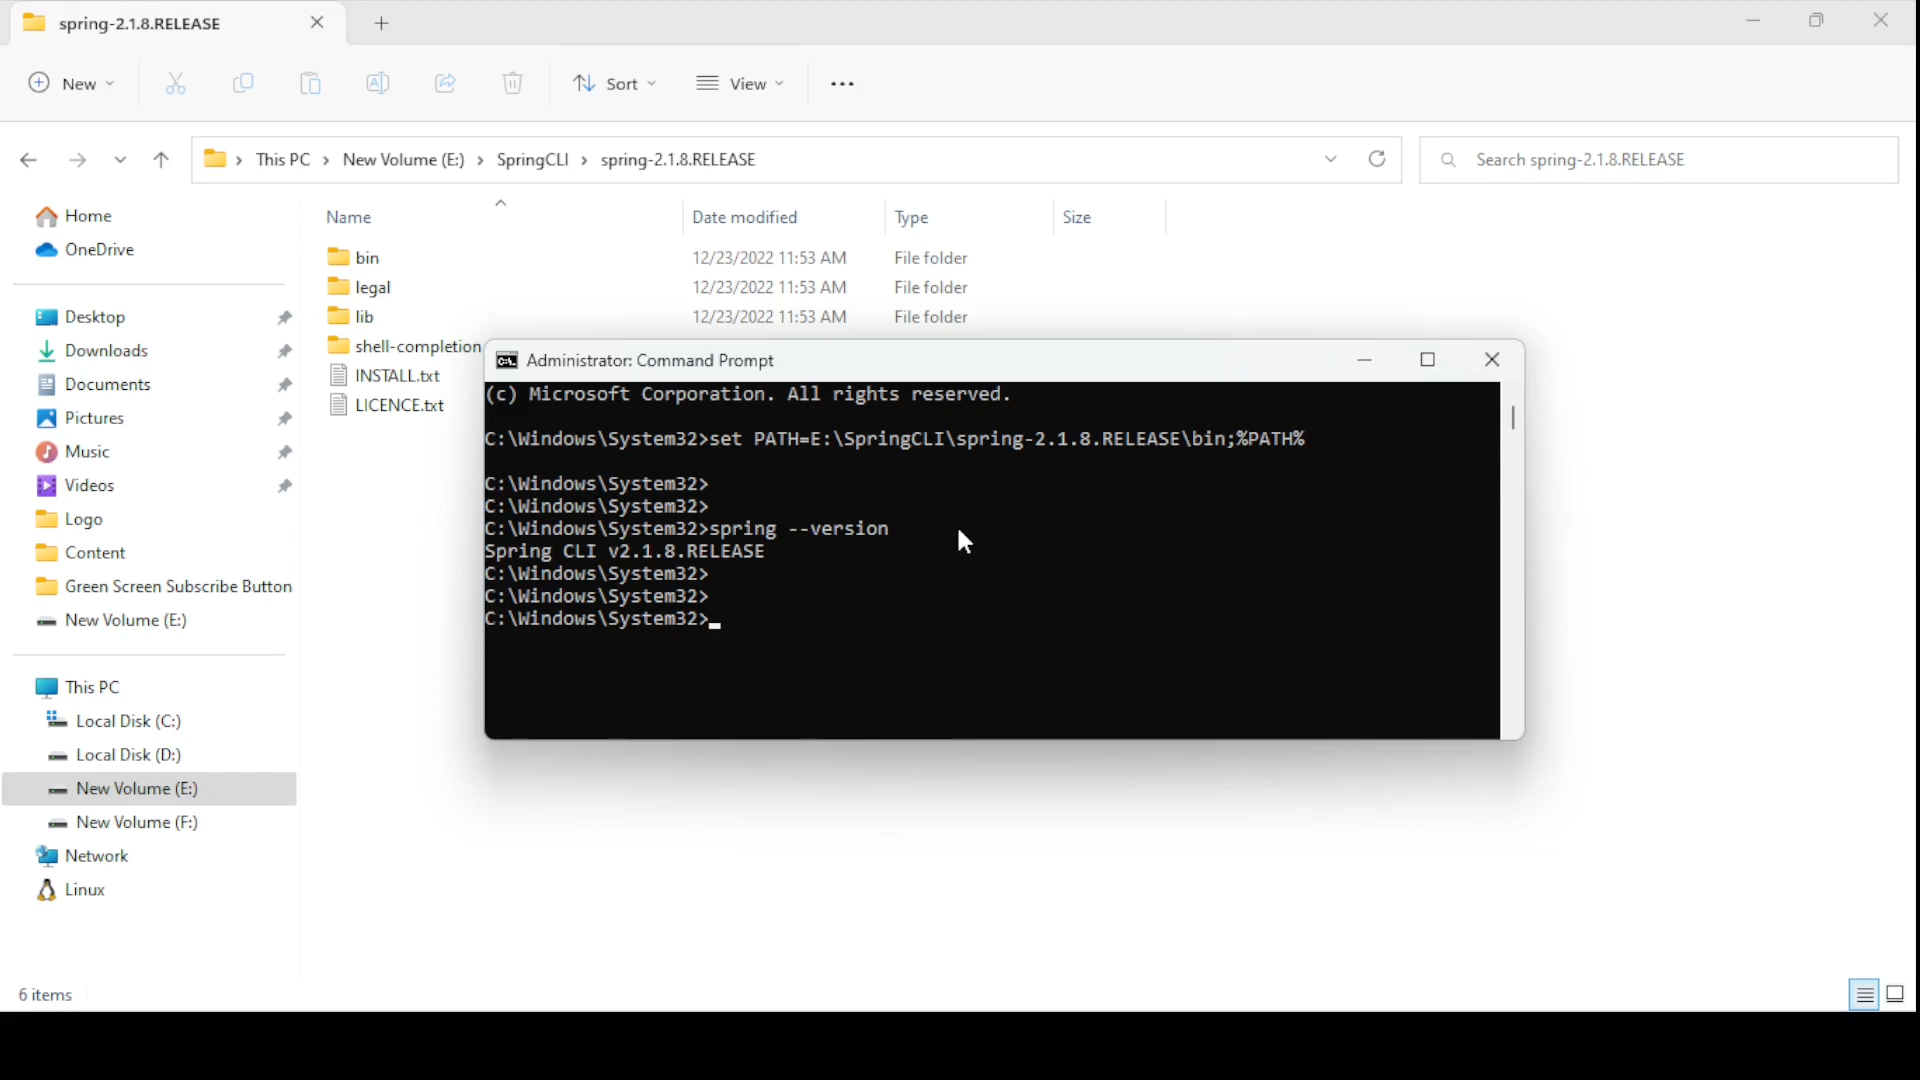 spring-2.1.8.RELEASE
New
Sort
View
This PC > New Volume (E:) > SpringCLI > spring-2.1.8.RELEASE
Search spring-2.1.8.RELEASE
Home
OneDrive
Desktop
Downloads
Documents
Pictures
Music
Videos
Logo
Content
Green Screen Subscribe Button
New Volume (E:)
This PC
Local Disk (C:)
Local Disk (D:)
New Volume (E:)
New Volume (F:)
Network
Linux
Name Date modified Type Size
bin 12/23/2022 11:53 AM File folder
legal 12/23/2022 11:53 AM File folder
lib 12/23/2022 11:53 AM File folder
shell-completion
INSTALL.txt
LICENCE.txt
Administrator: Command Prompt
(c) Microsoft Corporation. All rights reserved.
C:\Windows\System32>set PATH=E:\SpringCLI\spring-2.1.8.RELEASE\bin;%PATH%
C:\Windows\System32>
C:\Windows\System32>
C:\Windows\System32>spring --version
Spring CLI v2.1.8.RELEASE
C:\Windows\System32>
C:\Windows\System32>
C:\Windows\System32>
6 items